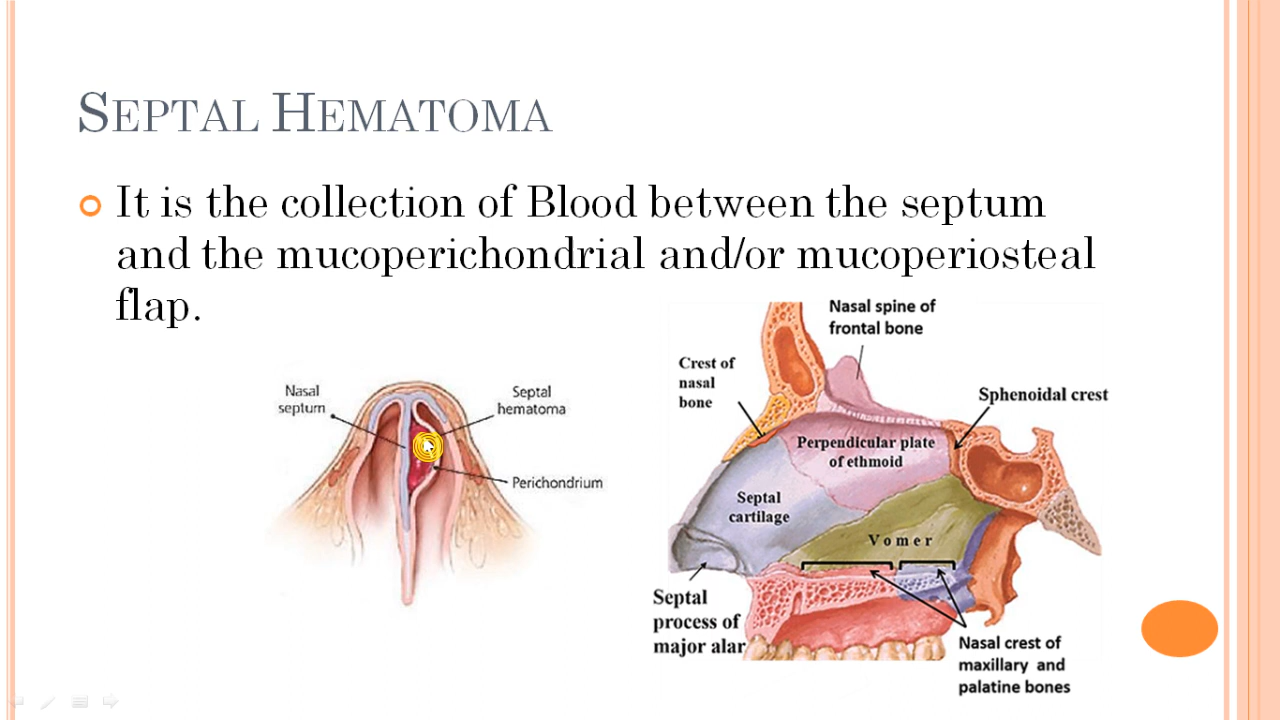 SEPTAL HEMATOMA
It is the collection of Blood between the septum
and the mucoperichondrial and/or mucoperiosteal
flap.
Nasal
septum
Septal
hematoma
Perichondrium
Nasal spine of
frontal bone
Crest of
nasal
bone
Sphenoidal crest
Perpendicular plate
of ethmoid
Septal
cartilage
Vomer
Septal
process of
major alar
Nasal crest of
maxillary and
palatine bones